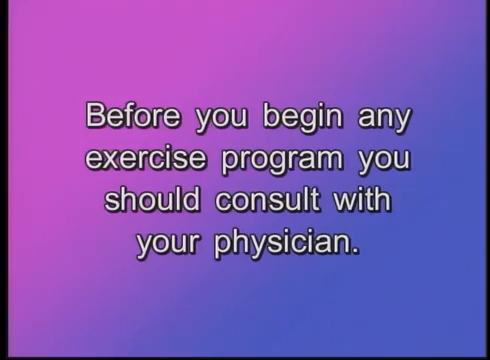 Before you begin any
exercise program you
should consult with
your physician.